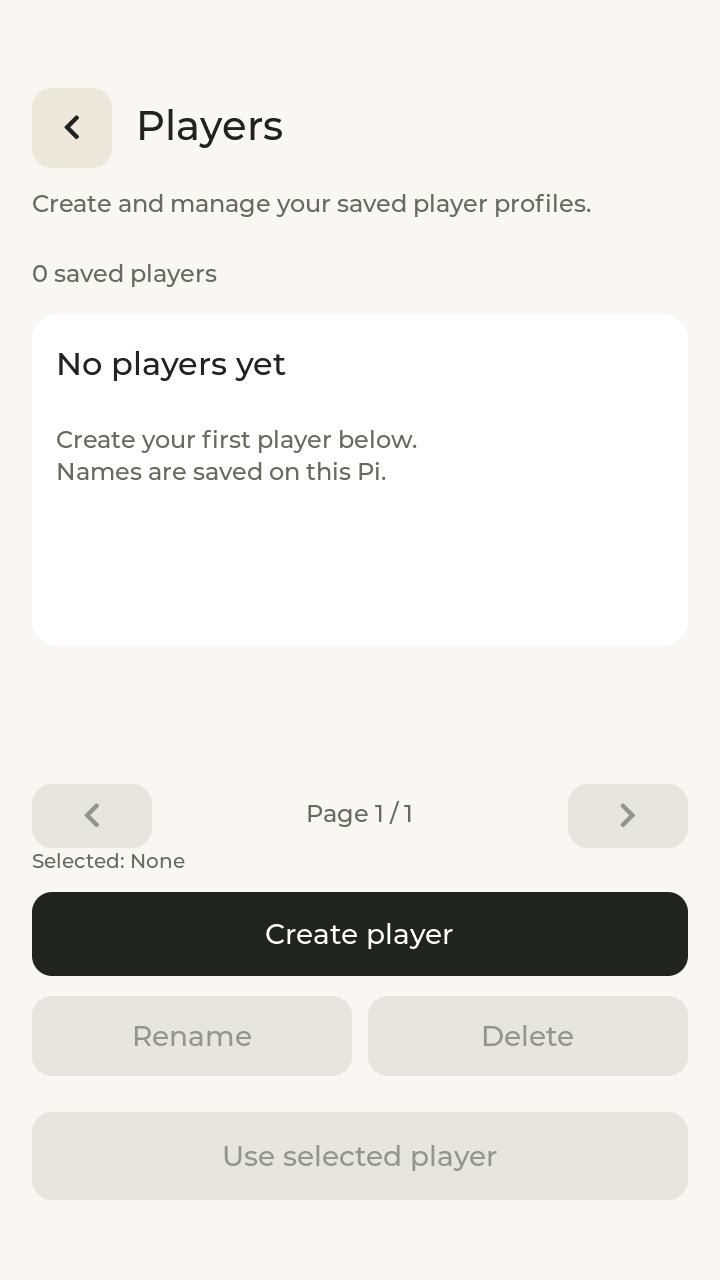 Players
Create and manage your saved player profiles.
0 saved players
No players yet
Create your first player below.
Names are saved on this Pi.
Page 1 / 1
Selected: None
Create player
Rename
Delete
Use selected player